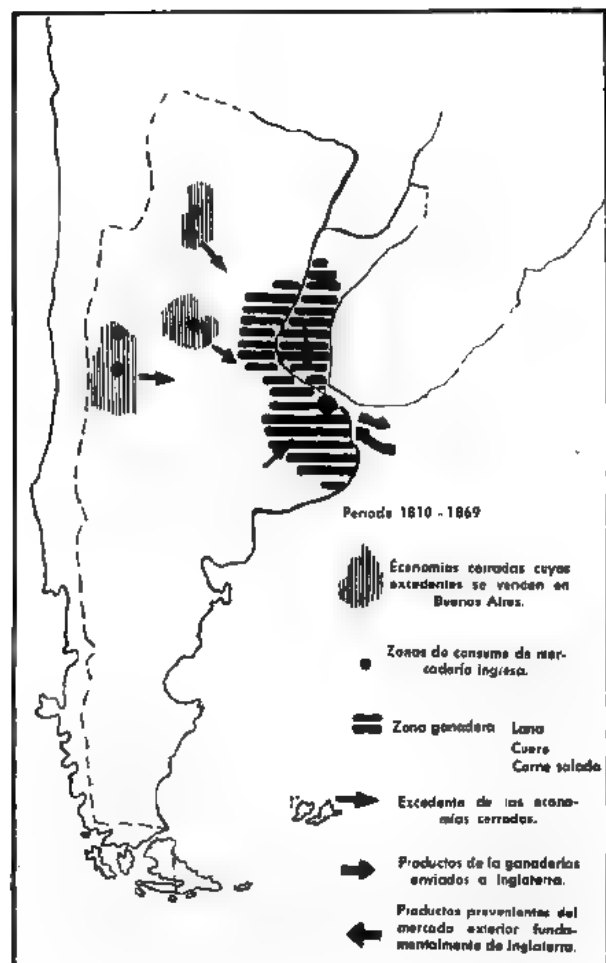 Periodo 1810 - 1869
Economías cerradas cuyos
excedentes se venden en
Buenos Aires.
Zonas de consumo de mer-
cadería inglesa.
Zona ganadera Lana
Cuero
Carne salada
Excedente de las econo-
mías cerradas.
Productos de la ganaderías
enviados a Inglaterra.
Productos provenientes del
mercado exterior funda-
mentalmente de Inglaterra.